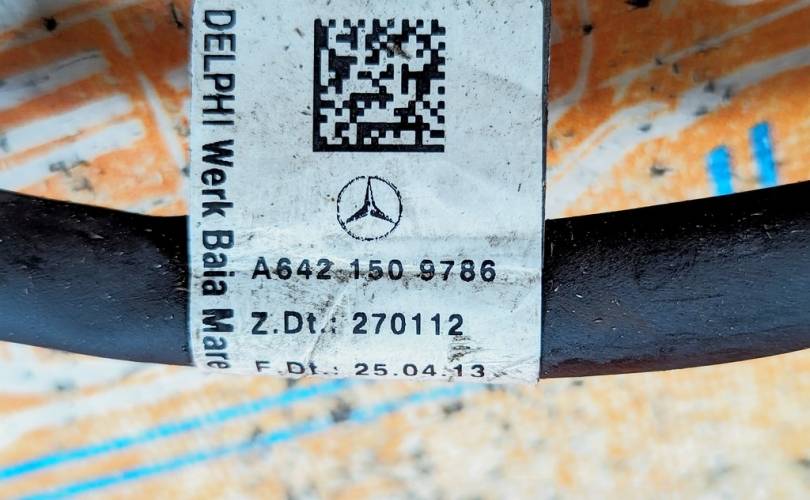 DELPHI Werk Baia Mare
A642 150 9786
Z.Dt.: 270112
F.Dt.: 25.04.13